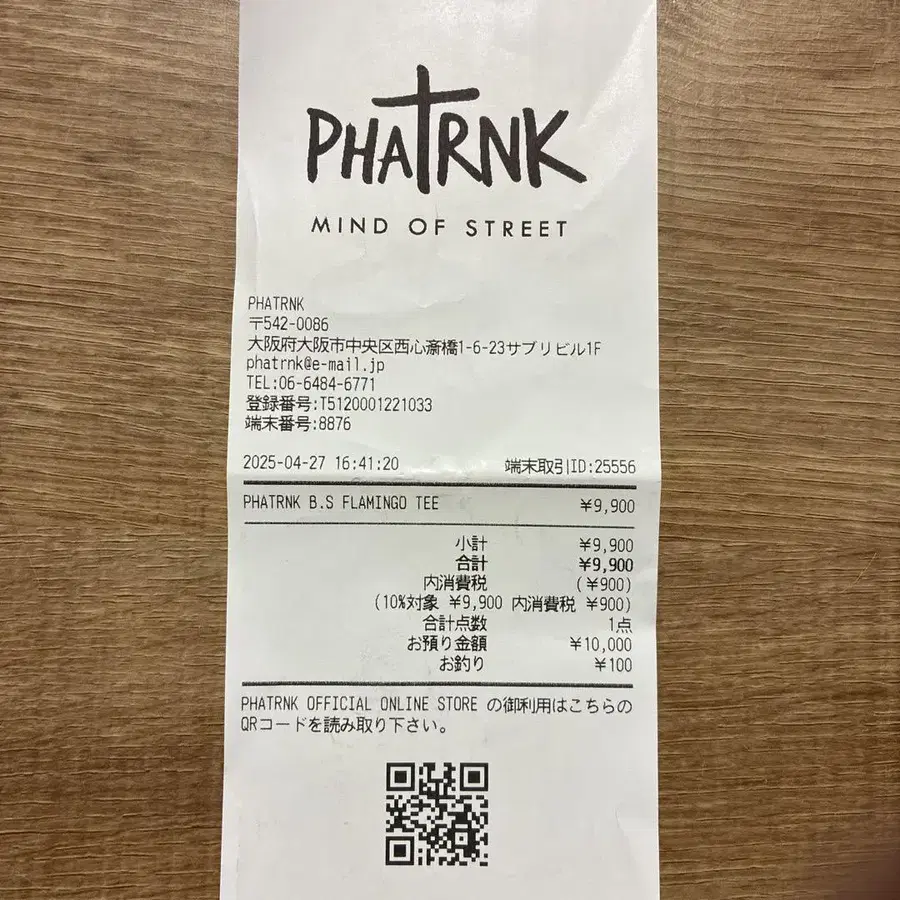 PHATRNK
MIND OF STREET
PHATRNK
〒542-0086
大阪府大阪市中央区西心斎橋1-6-23サブリビル1F
phatrnk@e-mail.jp
TEL:06-6484-6771
登録番号:T5120001221033
端末番号:8876
2025-04-27 16:41:20 端末取引ID:25556
PHATRNK B.S FLAMINGO TEE ¥9,900
小計 ¥9,900
合計 ¥9,900
内消費税 (¥900)
(10%対象 ¥9,900 内消費税 ¥900)
合計点数 1点
お預り金額 ¥10,000
お釣り ¥100
PHATRNK OFFICIAL ONLINE STORE の御利用はこちらの
QRコードを読み取り下さい。